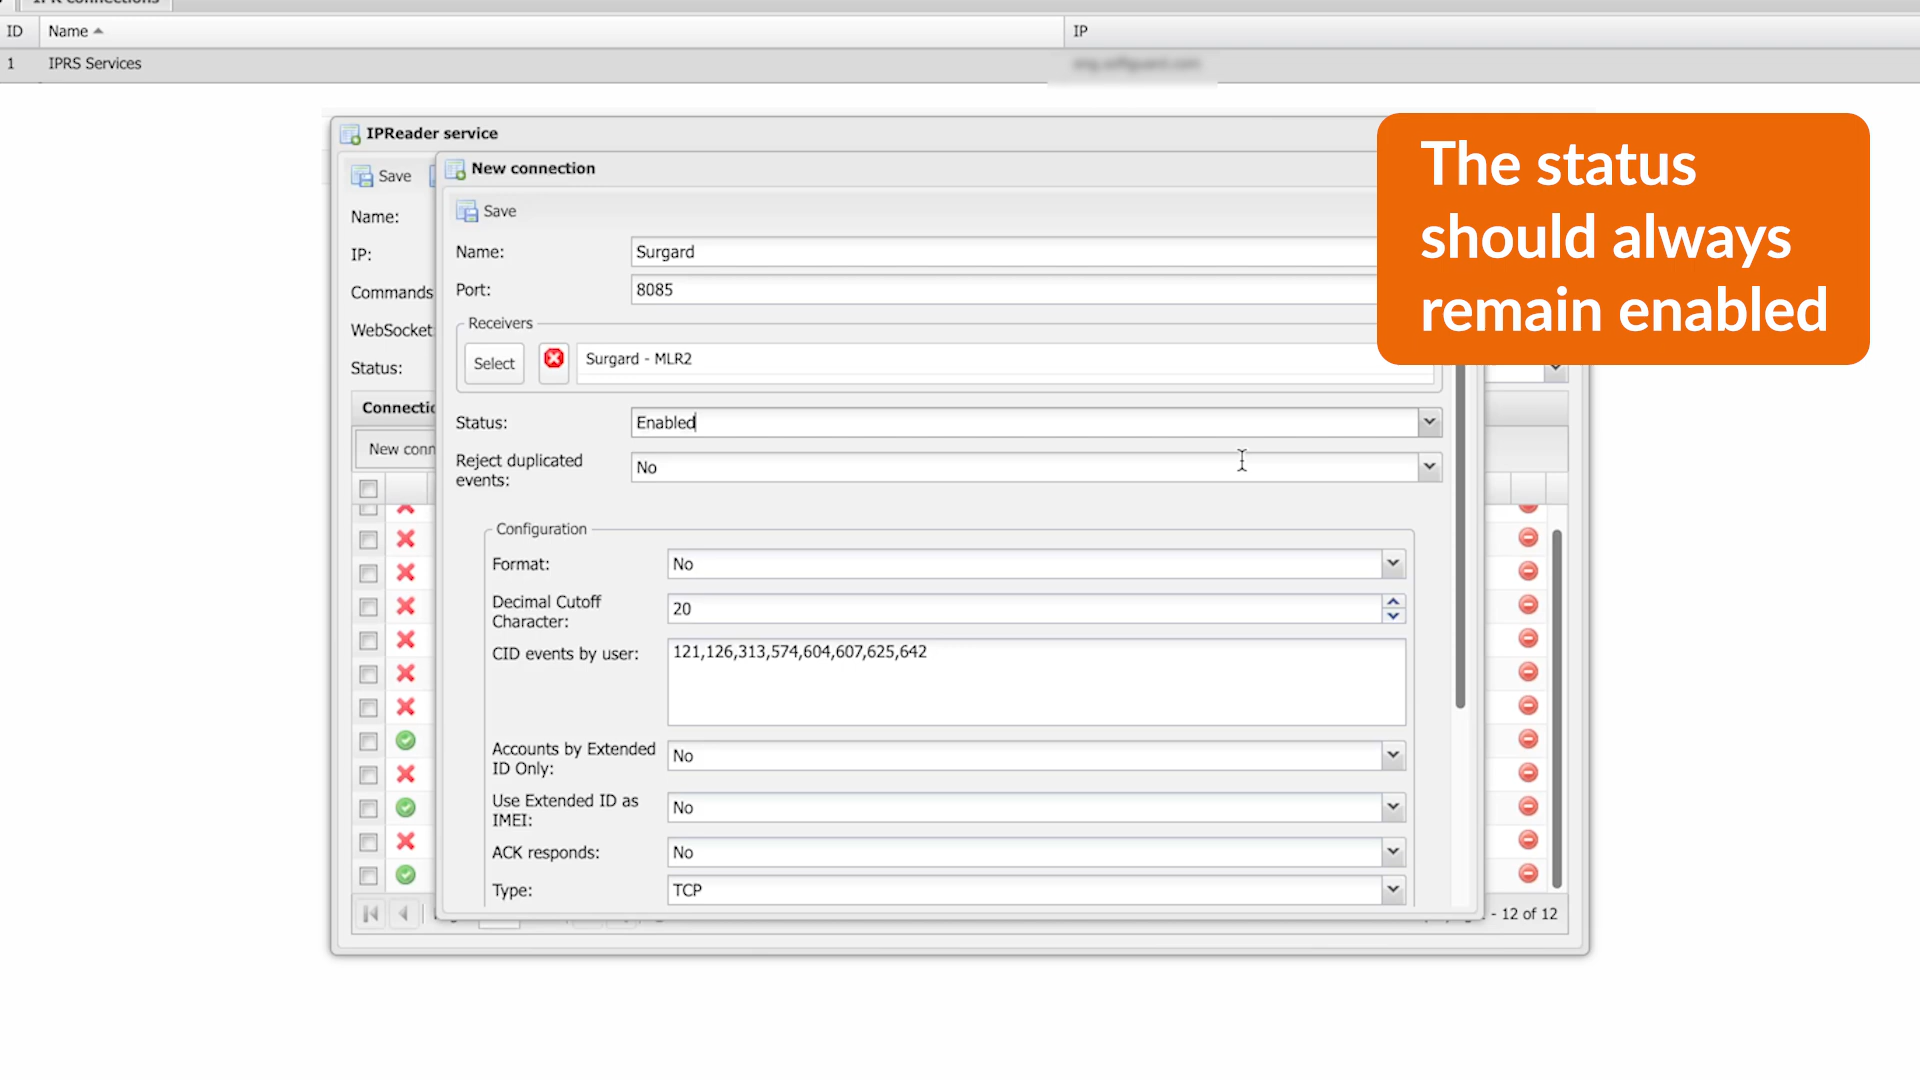 ID
Name
IP
1
IPRS Services
IPReader service
Save
Name:
IP:
Commands
WebSocket:
Status:
Connectio
New conn
New connection
Save
Name:
Surgard
Port:
8085
Receivers
Select
Surgard - MLR2
Status:
Enabled
Reject duplicated
events:
No
Configuration
Format:
No
Decimal Cutoff
Character:
20
CID events by user:
121,126,313,574,604,607,625,642
Accounts by Extended
ID Only:
No
Use Extended ID as
IMEI:
No
ACK responds:
No
Type:
TCP
- 12 of 12
The status
should always
remain enabled